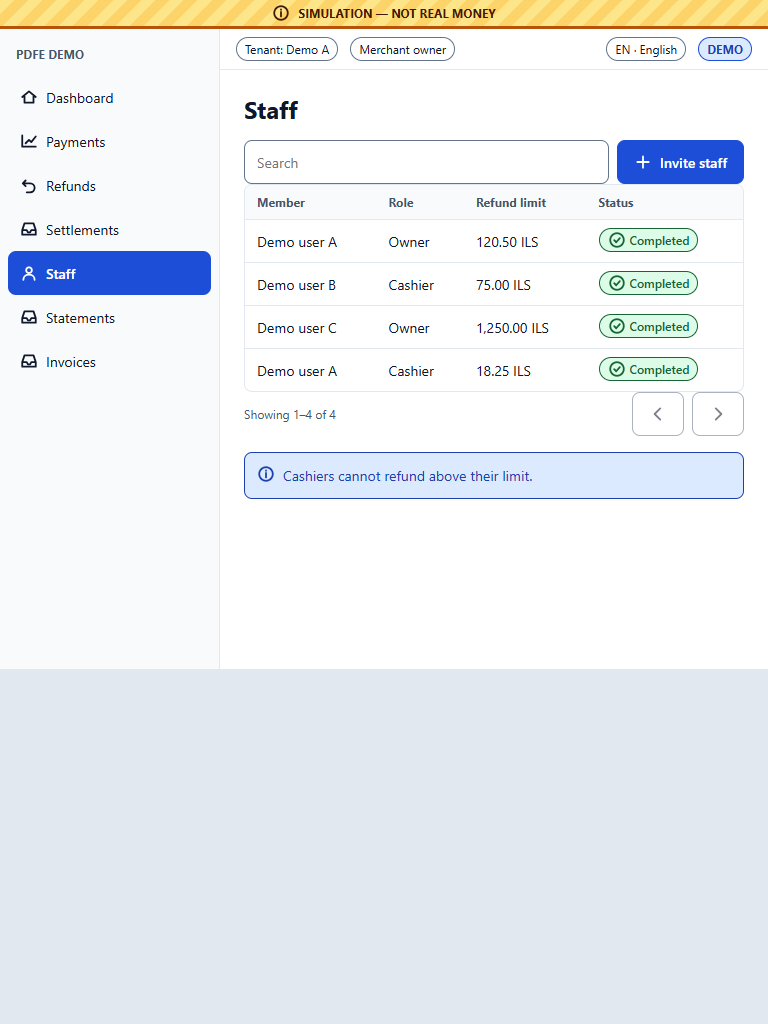 SIMULATION — NOT REAL MONEY
PDFE DEMO
Tenant: Demo A
Merchant owner
EN · English
DEMO
Dashboard
Payments
Refunds
Settlements
Staff
Statements
Invoices
Staff
Search
Invite staff
Member Role Refund limit Status
Demo user A Owner 120.50 ILS Completed
Demo user B Cashier 75.00 ILS Completed
Demo user C Owner 1,250.00 ILS Completed
Demo user A Cashier 18.25 ILS Completed
Showing 1–4 of 4
Cashiers cannot refund above their limit.